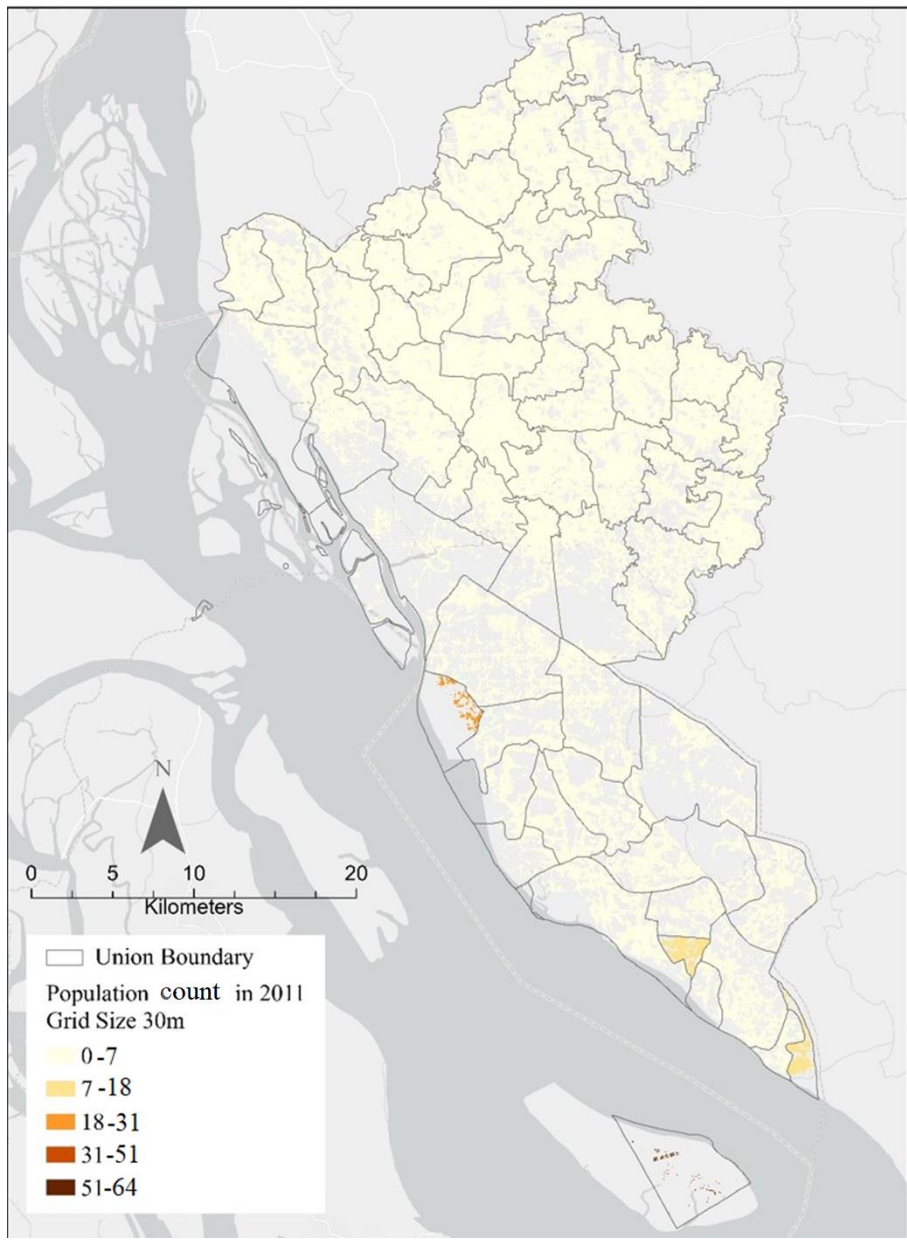 N
0 5 10 20
Kilometers
Union Boundary
Population count in 2011
Grid Size 30m
0-7
7-18
18-31
31-51
51-64